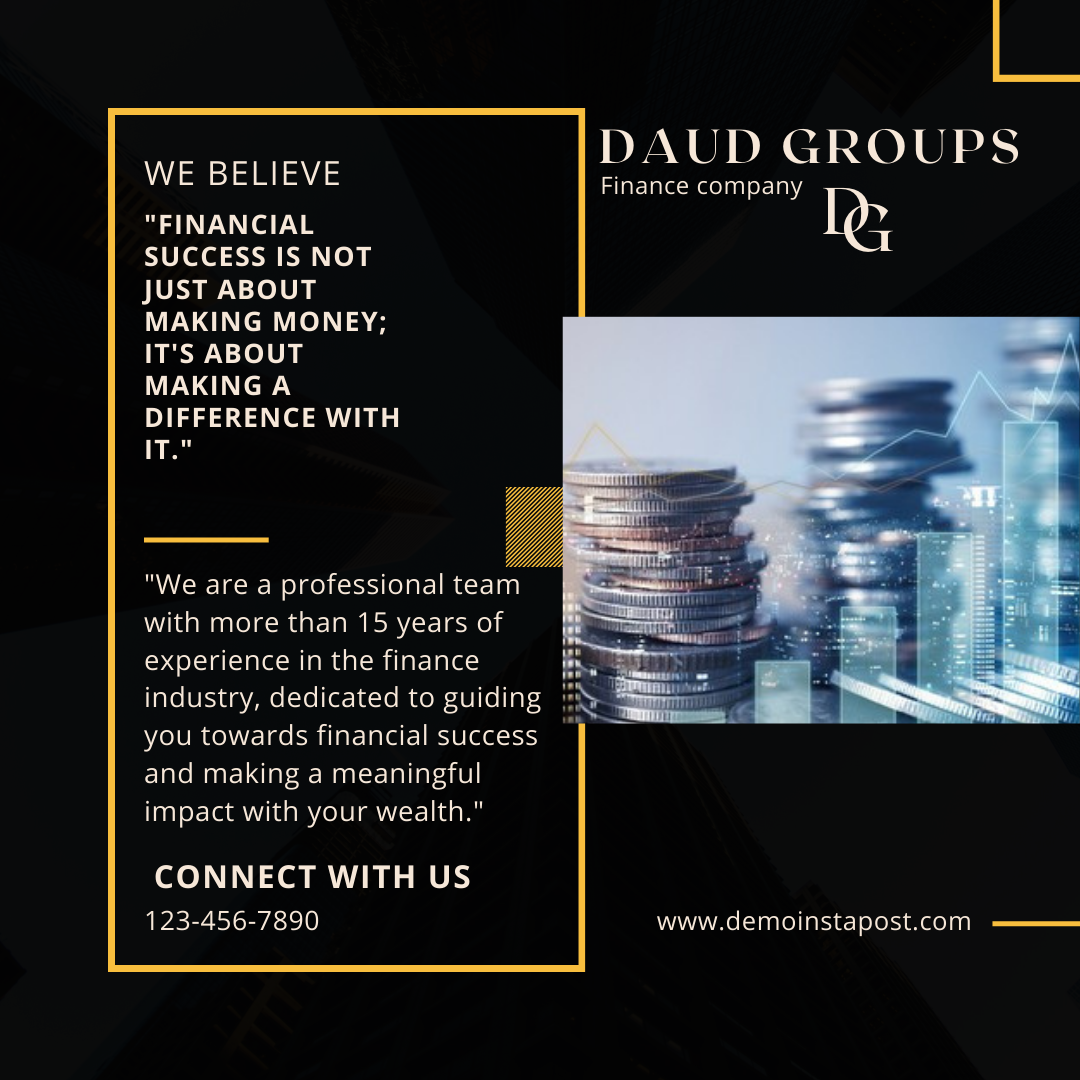 WE BELIEVE
"FINANCIAL
SUCCESS IS NOT
JUST ABOUT
MAKING MONEY;
IT'S ABOUT
MAKING A
DIFFERENCE WITH
IT."
"We are a professional team
with more than 15 years of
experience in the finance
industry, dedicated to guiding
you towards financial success
and making a meaningful
impact with your wealth."
CONNECT WITH US
123-456-7890
DAUD GROUPS
Finance company
DG
www.demoinstapost.com